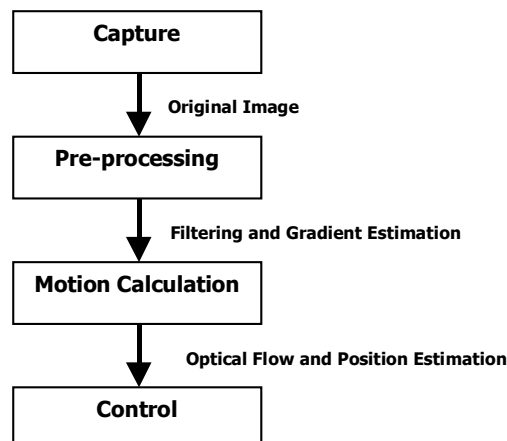 Capture
Original Image
Pre-processing
Filtering and Gradient Estimation
Motion Calculation
Optical Flow and Position Estimation
Control